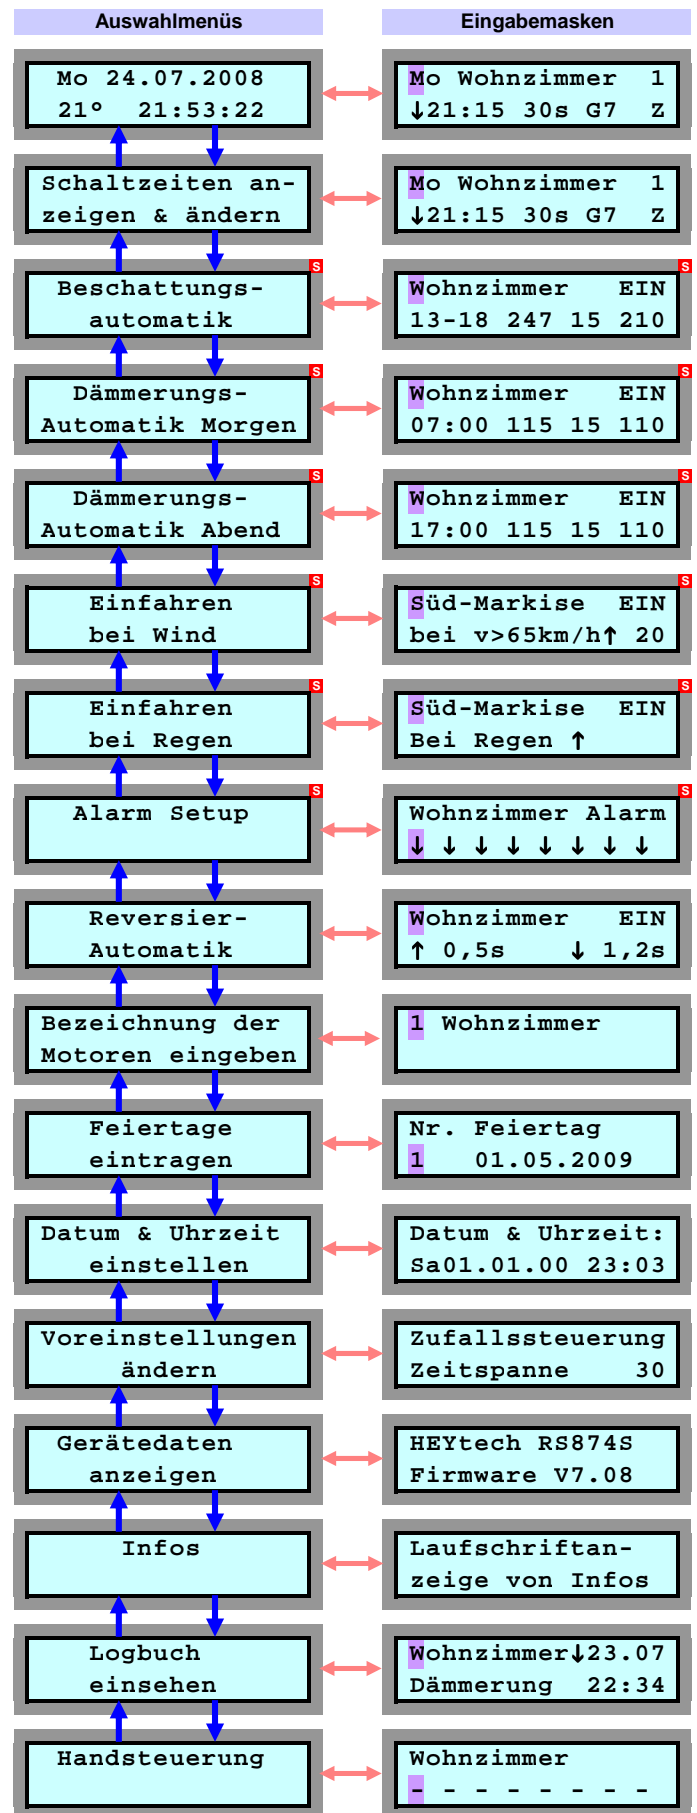 Auswahlmenüs Eingabemasken
Mo 24.07.2008
21° 21:53:22
Mo Wohnzimmer 1
↓21:15 30s G7 Z
Schaltzeiten an-
zeigen & ändern
Mo Wohnzimmer 1
↓21:15 30s G7 Z
S
Beschattungs-
automatik
S
Wohnzimmer EIN
13-18 247 15 210
S
Dämmerungs-
Automatik Morgen
S
Wohnzimmer EIN
07:00 115 15 110
S
Dämmerungs-
Automatik Abend
S
Wohnzimmer EIN
17:00 115 15 110
S
Einfahren
bei Wind
S
Süd-Markise EIN
bei v>65km/h↑ 20
S
Einfahren
bei Regen
S
Süd-Markise EIN
Bei Regen ↑
S
Alarm Setup
S
Wohnzimmer Alarm
↓ ↓ ↓ ↓ ↓ ↓ ↓ ↓
Reversier-
Automatik
Wohnzimmer EIN
↑ 0,5s ↓ 1,2s
Bezeichnung der
Motoren eingeben
1 Wohnzimmer
Feiertage
eintragen
Nr. Feiertag
1 01.05.2009
Datum & Uhrzeit
einstellen
Datum & Uhrzeit:
Sa01.01.00 23:03
Voreinstellungen
ändern
Zufallssteuerung
Zeitspanne 30
Gerätedaten
anzeigen
HEYtech RS874S
Firmware V7.08
Infos
Laufschriftan-
zeige von Infos
Logbuch
einsehen
Wohnzimmer↓23.07
Dämmerung 22:34
Handsteuerung
Wohnzimmer
- - - - - - - -